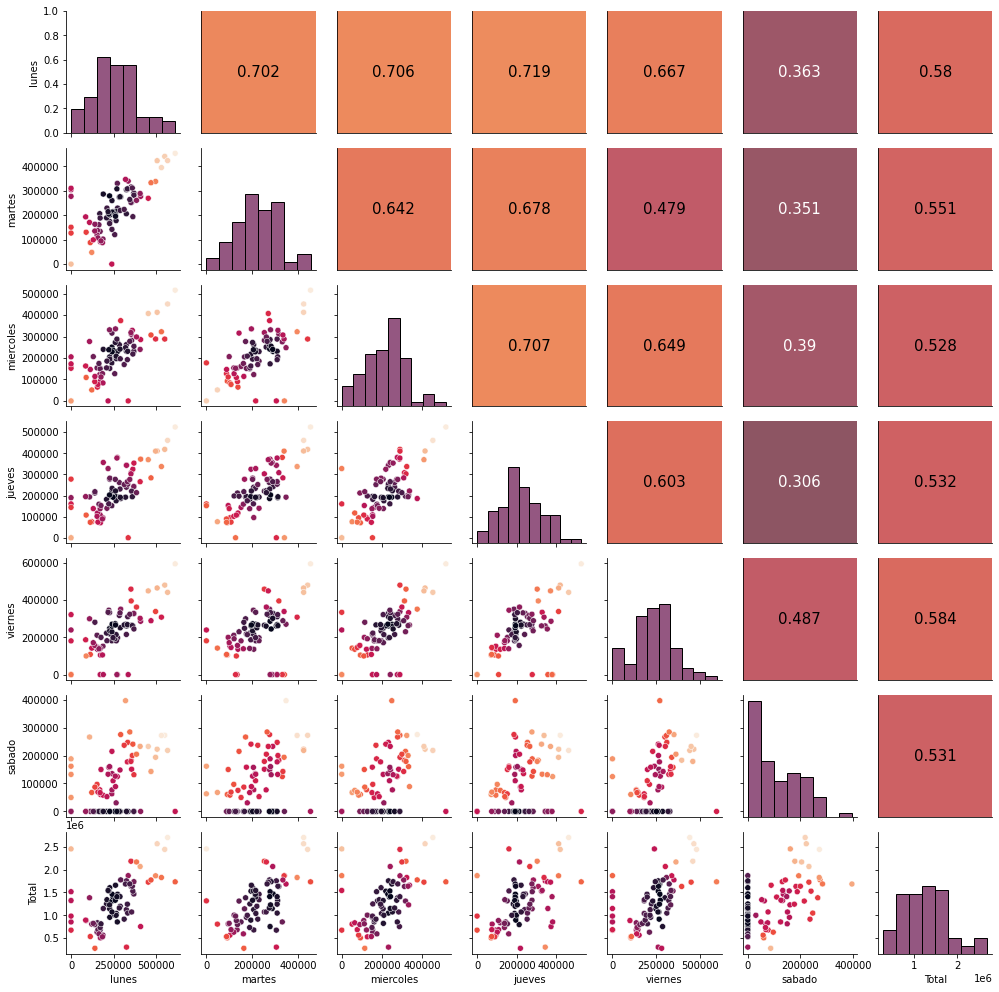 1.0
0.8
0.6
0.4
0.2
0.0
lunes
0.702
0.706
0.719
0.667
0.363
0.58
400000
300000
200000
100000
0
martes
0.642
0.678
0.479
0.351
0.551
500000
400000
300000
200000
100000
0
miercoles
0.707
0.649
0.39
0.528
500000
400000
300000
200000
100000
0
jueves
0.603
0.306
0.532
600000
400000
200000
0
viernes
0.487
0.584
400000
300000
200000
100000
0
sabado
0.531
1e6
2.5
2.0
1.5
1.0
0.5
Total
0 250000 500000
lunes
0 200000 400000
martes
0 200000 400000
miercoles
0 200000 400000
jueves
0 250000 500000
viernes
0 200000 400000
sabado
1 2
Total
1e6